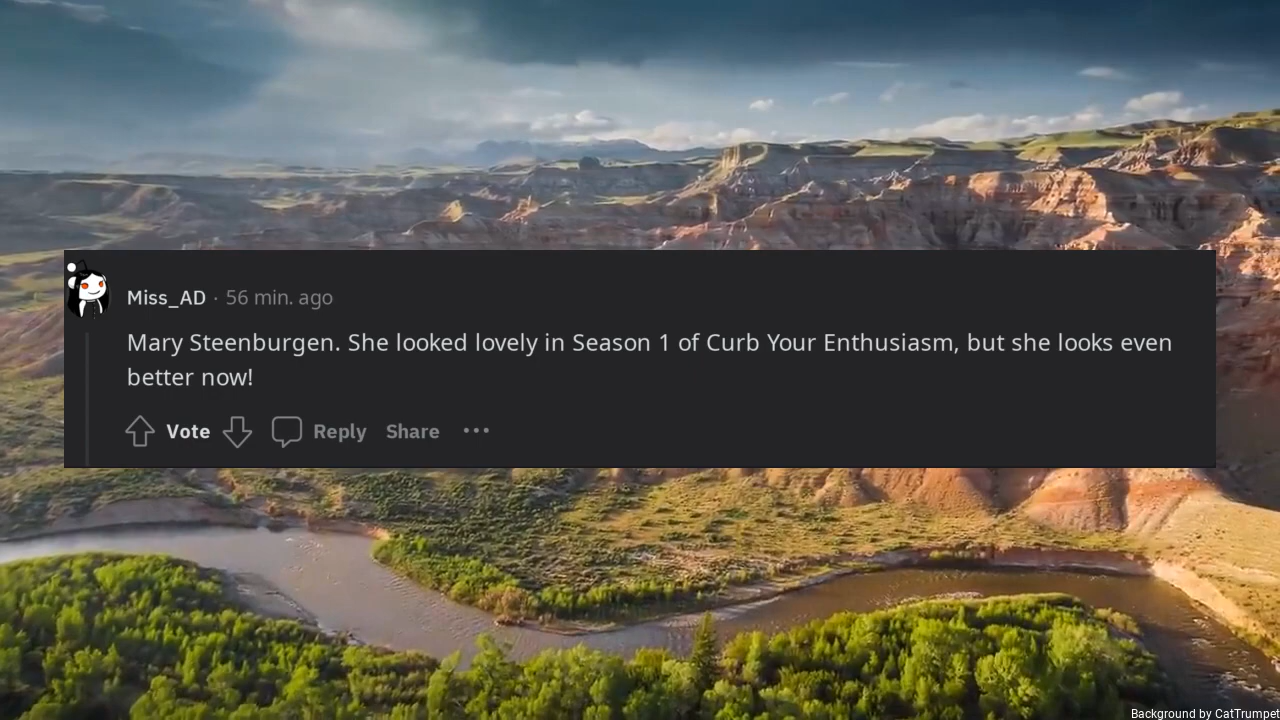 Miss_AD · 56 min. ago
Mary Steenburgen. She looked lovely in Season 1 of Curb Your Enthusiasm, but she looks even
better now!
Vote Reply Share ···
Background by CatTrumpet